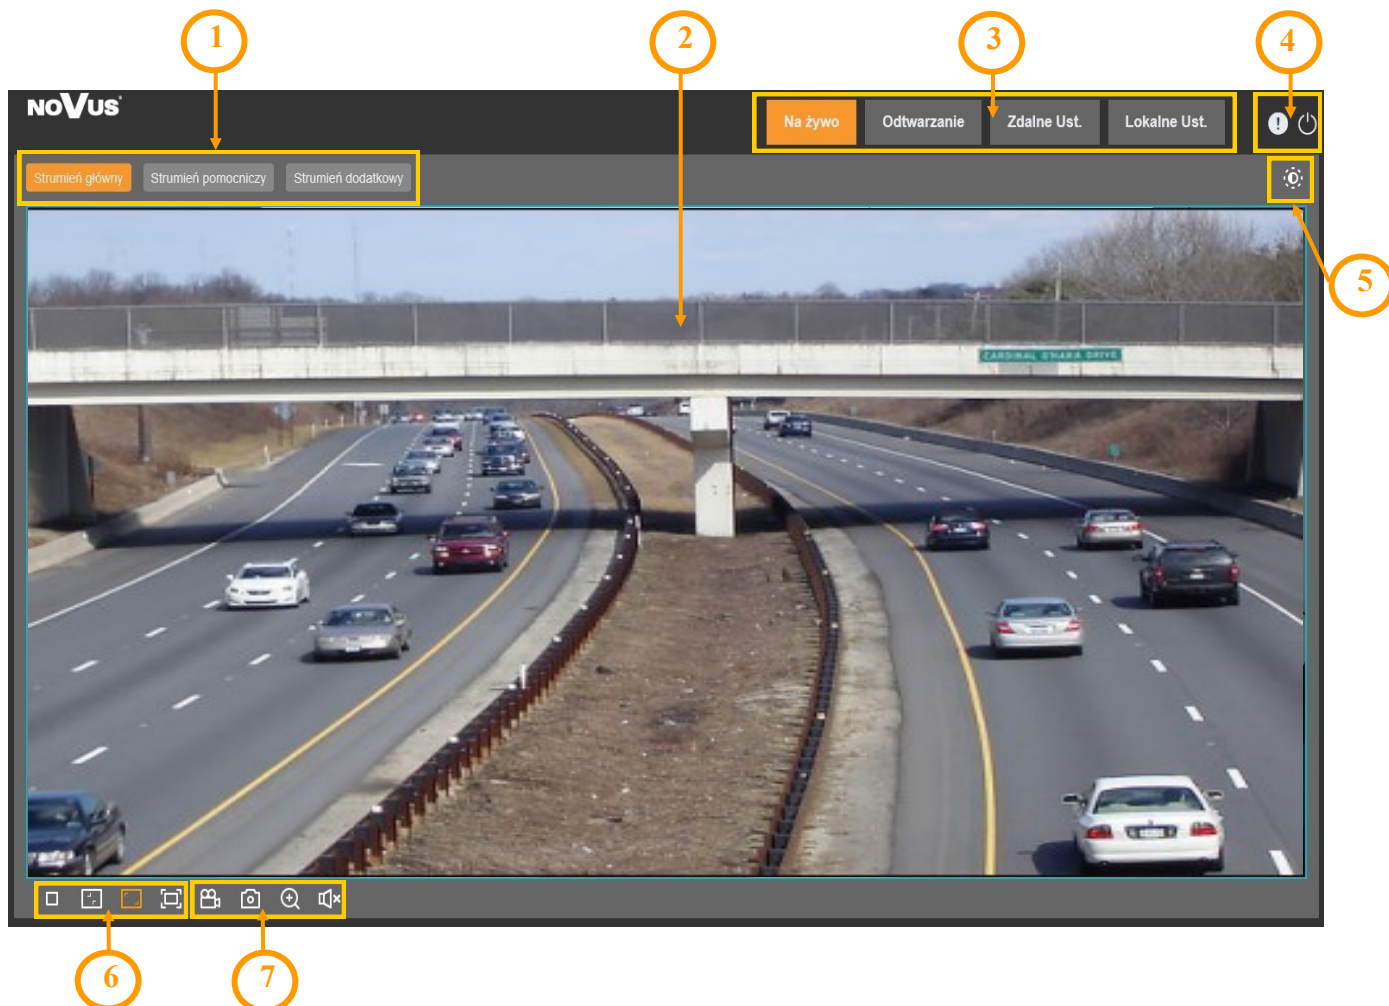 1
2
3
4
NOVUS
Na żywo Odtwarzanie Zdalne Ust. Lokalne Ust.
Strumień główny Strumień pomocniczy Strumień dodatkowy
5
CARDINAL O'HARA DRIVE
6
7